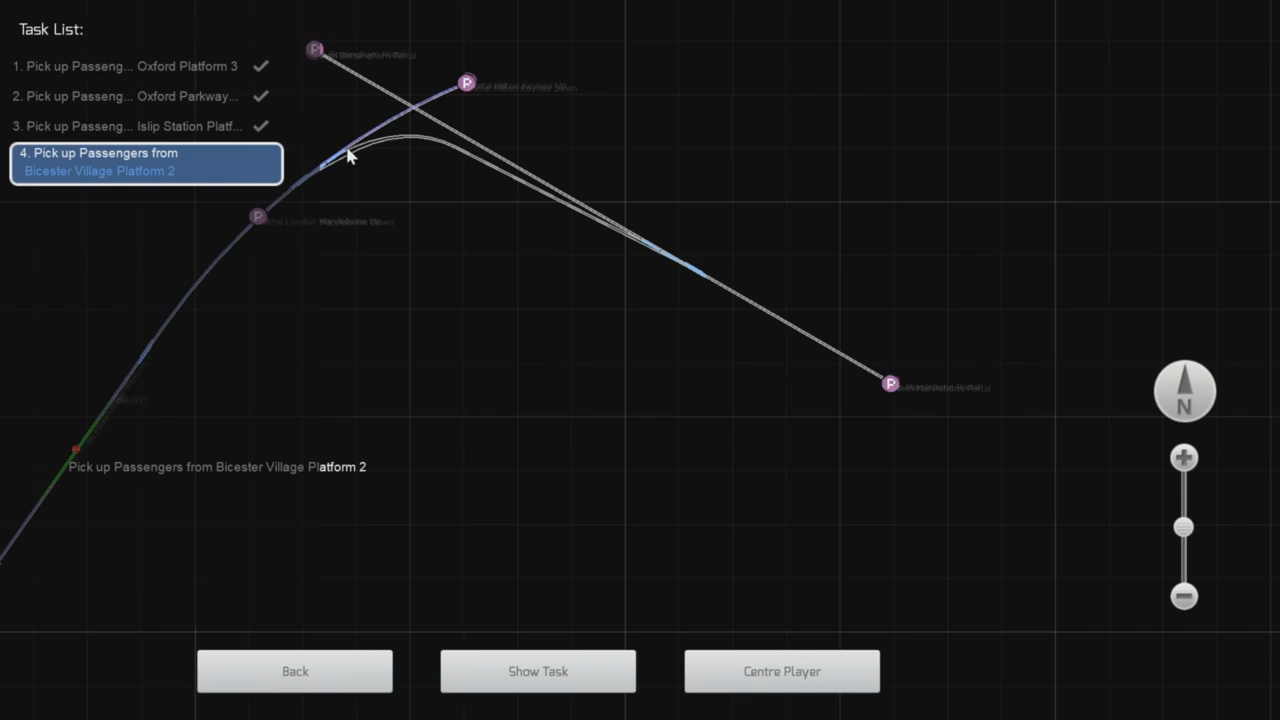 Task List:
1. Pick up Passeng... Oxford Platform 3
2. Pick up Passeng... Oxford Parkway...
3. Pick up Passeng... Islip Station Platf...
4. Pick up Passengers from
Bicester Village Platform 2
P
P
P
P
Pick up Passengers from Bicester Village Platform 2
N
Back
Show Task
Centre Player